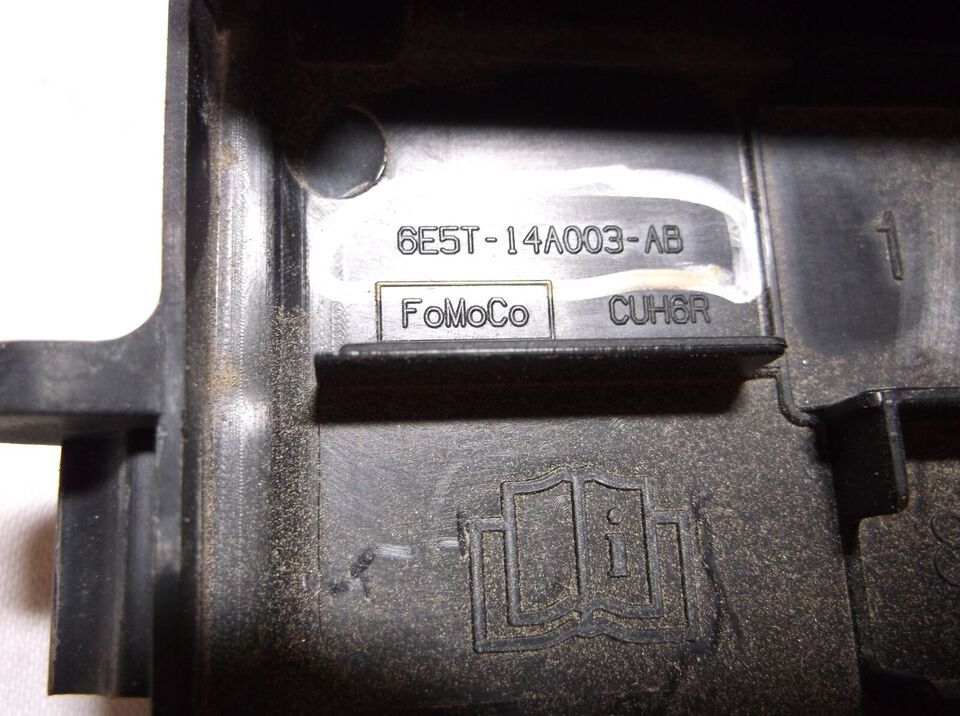 6E5T-14A003-AB
1
FoMoCo CUH6R
i